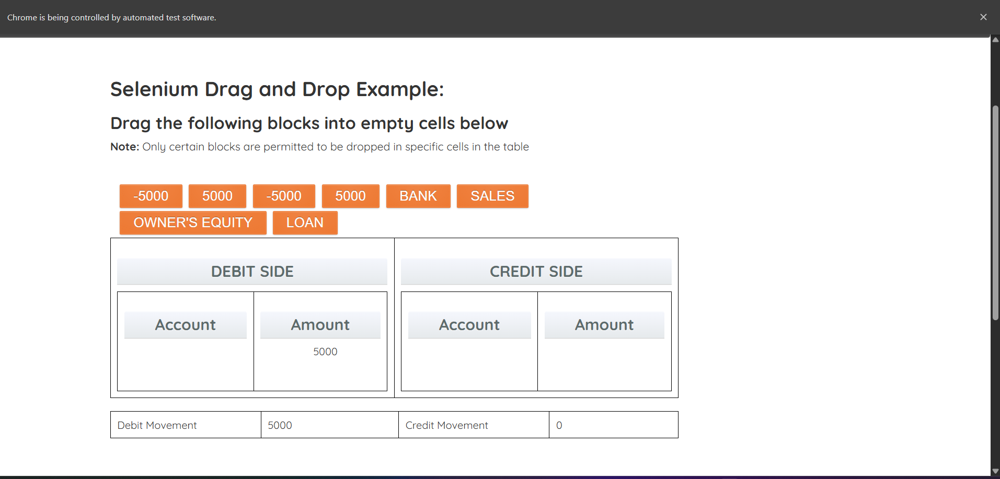 Chrome is being controlled by automated test software.
Selenium Drag and Drop Example:
Drag the following blocks into empty cells below
Note: Only certain blocks are permitted to be dropped in specific cells in the table
-5000 5000 -5000 5000 BANK SALES
OWNER'S EQUITY LOAN
DEBIT SIDE CREDIT SIDE
Account Amount Account Amount
5000
Debit Movement 5000 Credit Movement 0